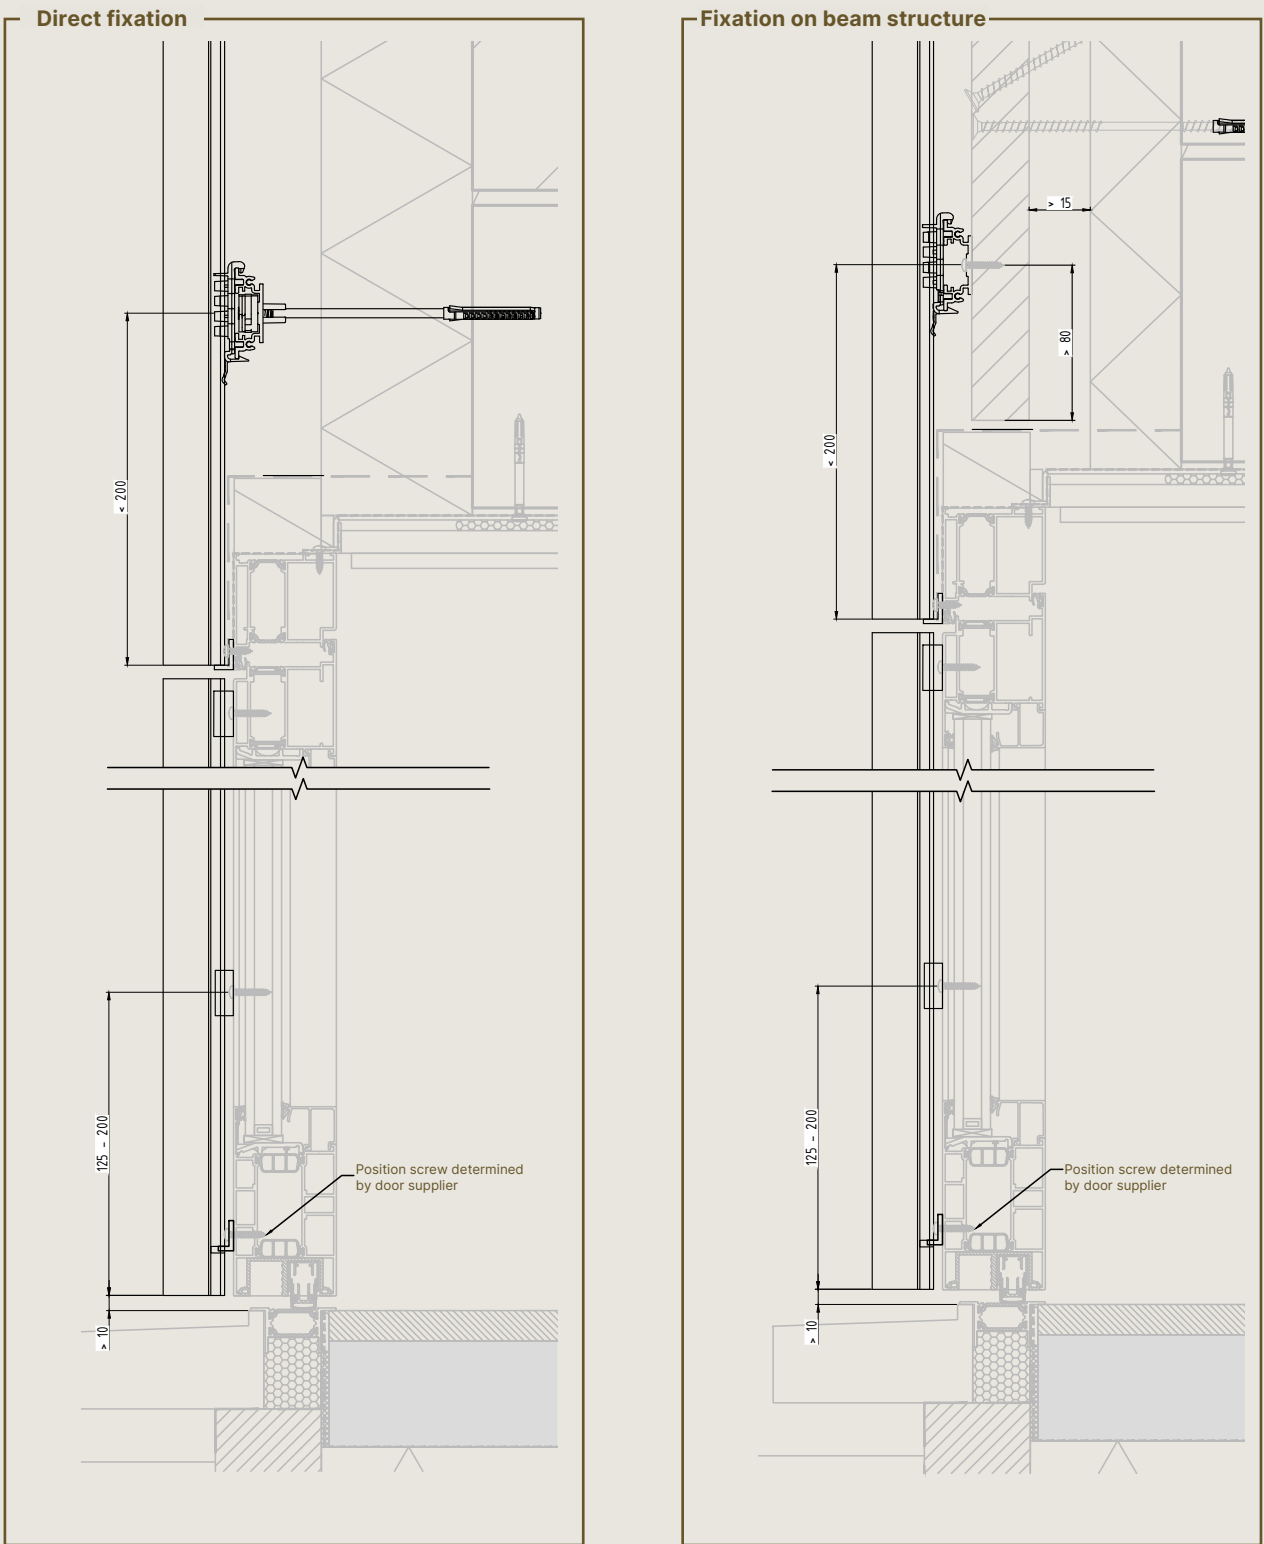 Direct fixation
< 200
125 - 200
Position screw determined
by door supplier
> 10
Fixation on beam structure
> 15
> 80
< 200
125 - 200
Position screw determined
by door supplier
> 10